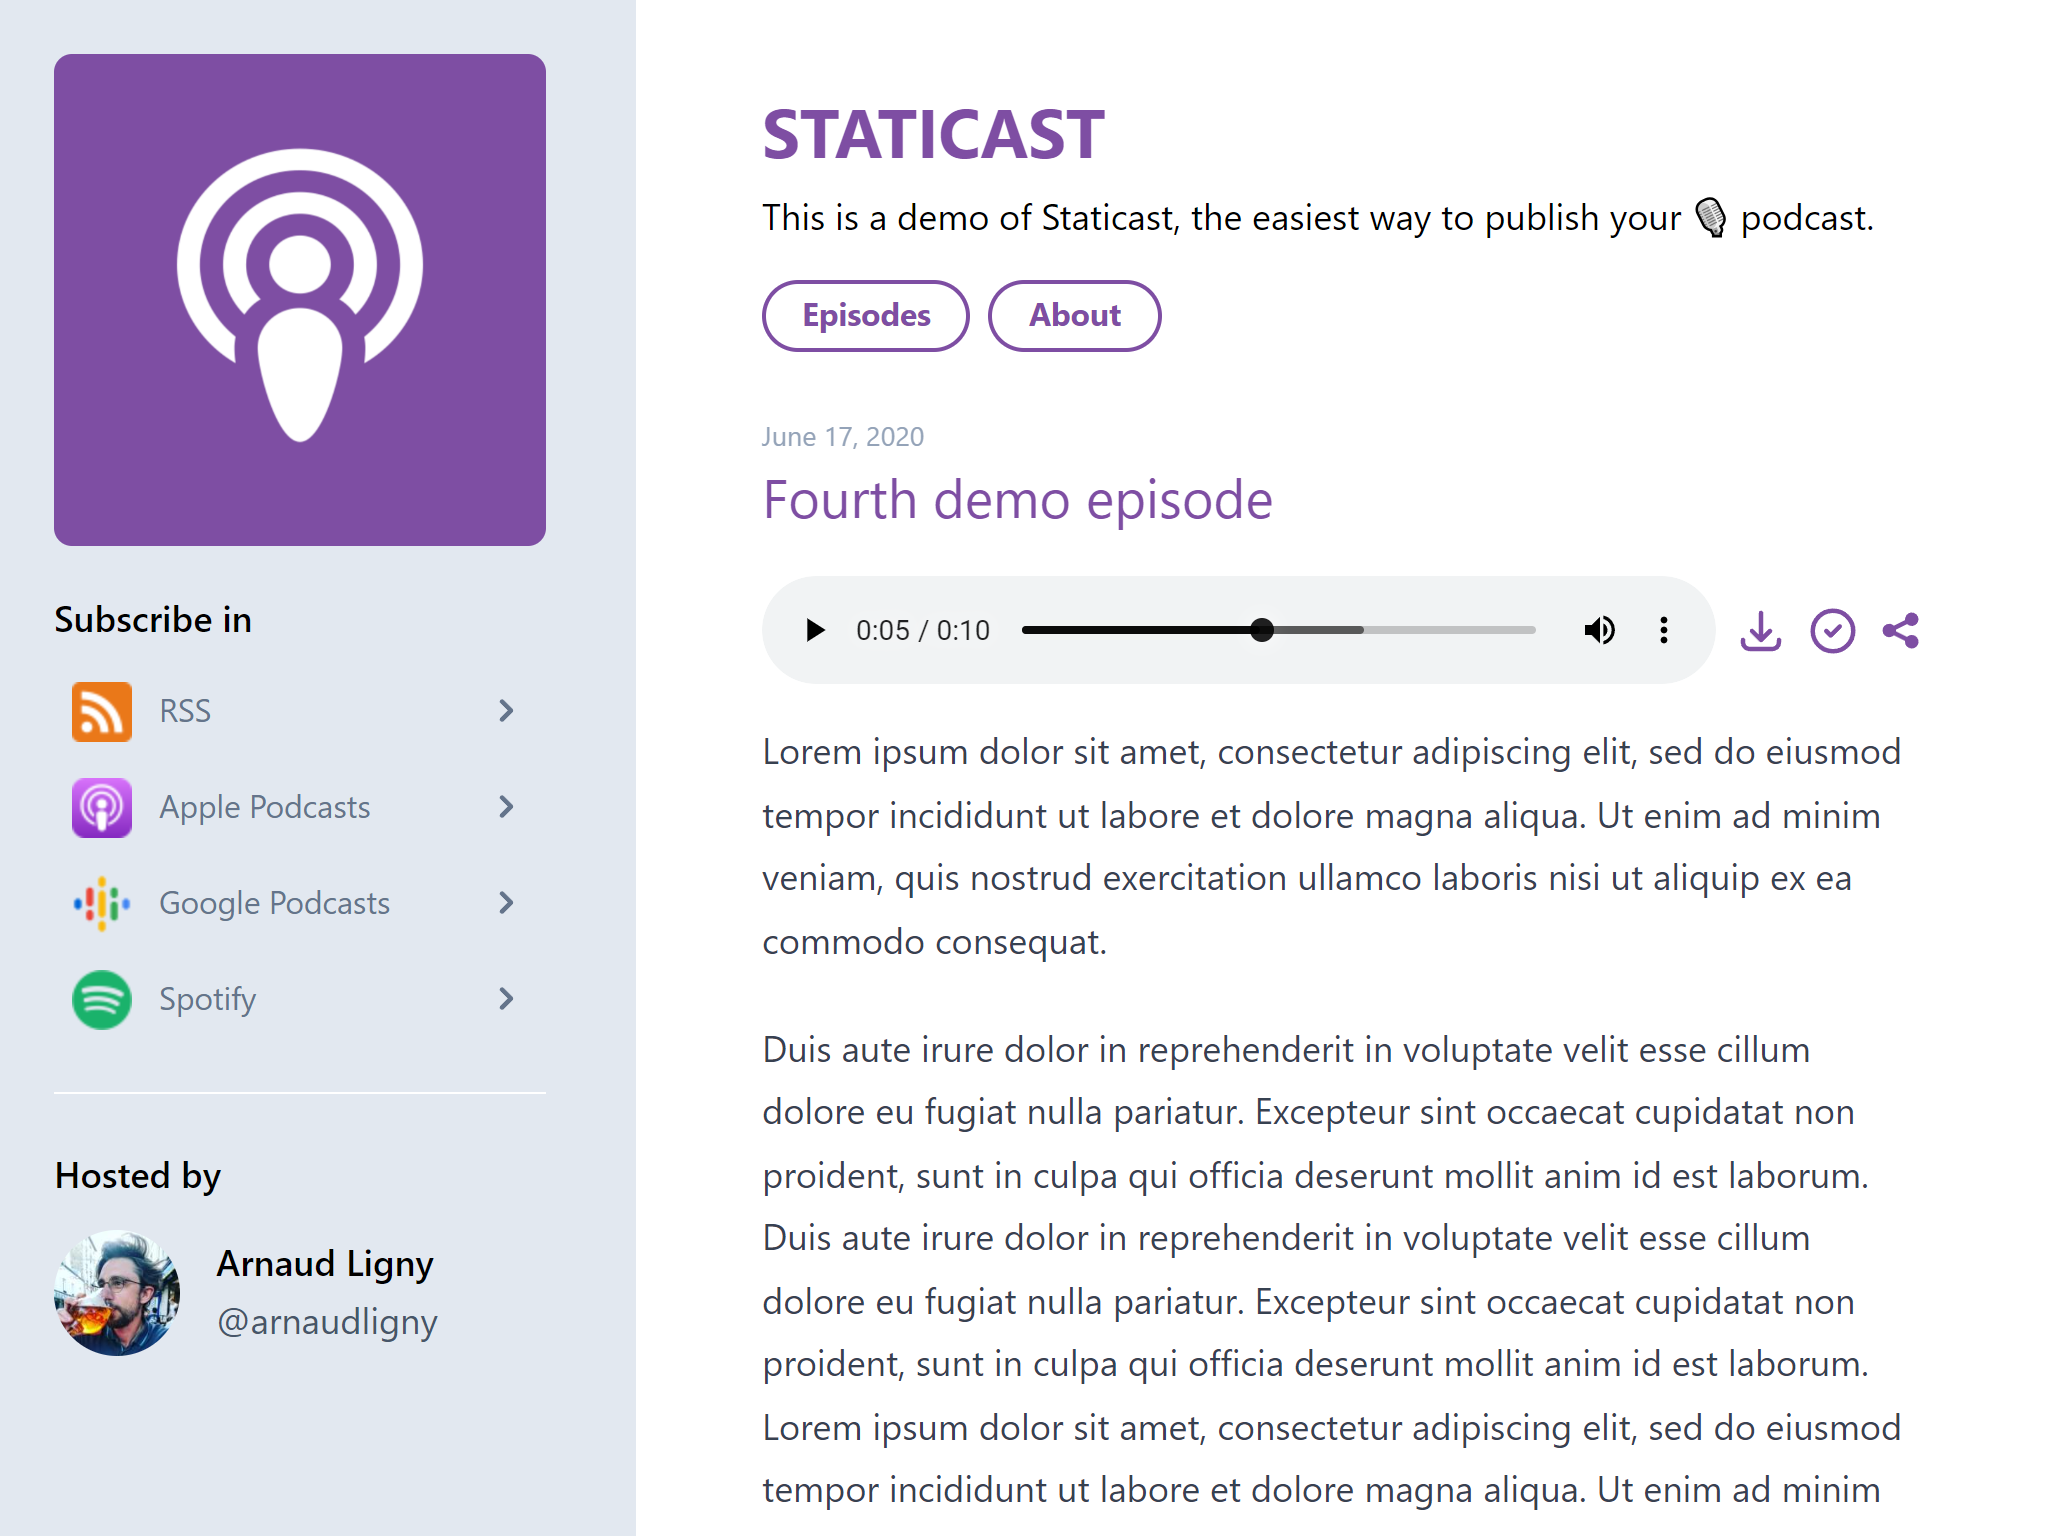 Subscribe in
RSS
Apple Podcasts
Google Podcasts
Spotify
Hosted by
Arnaud Ligny
@arnaudligny
STATICAST
This is a demo of Staticast, the easiest way to publish your 🎙 podcast.
Episodes
About
June 17, 2020
Fourth demo episode
0:05 / 0:10
Lorem ipsum dolor sit amet, consectetur adipiscing elit, sed do eiusmod
tempor incididunt ut labore et dolore magna aliqua. Ut enim ad minim
veniam, quis nostrud exercitation ullamco laboris nisi ut aliquip ex ea
commodo consequat.
Duis aute irure dolor in reprehenderit in voluptate velit esse cillum
dolore eu fugiat nulla pariatur. Excepteur sint occaecat cupidatat non
proident, sunt in culpa qui officia deserunt mollit anim id est laborum.
Duis aute irure dolor in reprehenderit in voluptate velit esse cillum
dolore eu fugiat nulla pariatur. Excepteur sint occaecat cupidatat non
proident, sunt in culpa qui officia deserunt mollit anim id est laborum.
Lorem ipsum dolor sit amet, consectetur adipiscing elit, sed do eiusmod
tempor incididunt ut labore et dolore magna aliqua. Ut enim ad minim